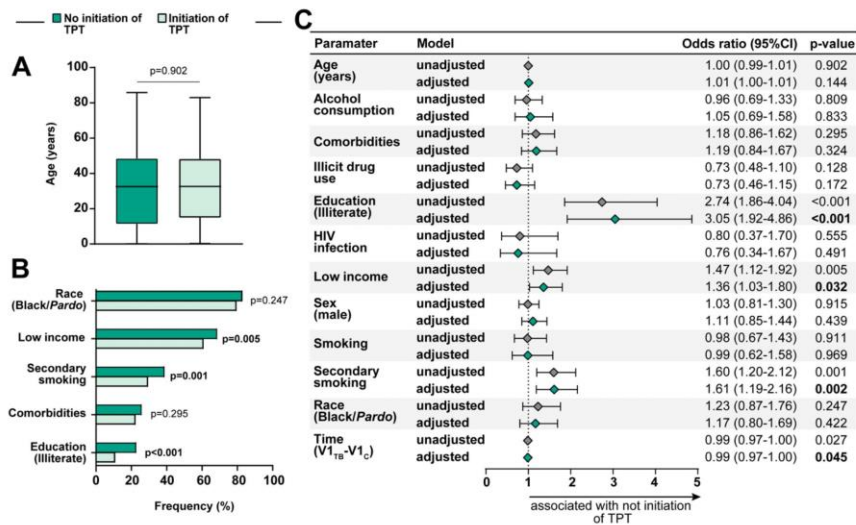 No initiation of TPT
Initiation of TPT
A
p=0.902
100
80
60
40
20
0
Age (years)
B
Race (Black/Pardo)
p=0.247
Low income
p=0.005
Secondary smoking
p=0.001
Comorbidities
p=0.295
Education (Illiterate)
p<0.001
0 20 40 60 80 100
Frequency (%)
C
Paramater Model Odds ratio (95%CI) p-value
Age (years) unadjusted 1.00 (0.99-1.01) 0.902
adjusted 1.01 (1.00-1.01) 0.144
Alcohol consumption unadjusted 0.96 (0.69-1.33) 0.809
adjusted 1.05 (0.69-1.58) 0.833
Comorbidities unadjusted 1.18 (0.86-1.62) 0.295
adjusted 1.19 (0.84-1.67) 0.324
Illicit drug use unadjusted 0.73 (0.48-1.10) 0.128
adjusted 0.73 (0.46-1.15) 0.172
Education (Illiterate) unadjusted 2.74 (1.86-4.04) <0.001
adjusted 3.05 (1.92-4.86) <0.001
HIV infection unadjusted 0.80 (0.37-1.70) 0.555
adjusted 0.76 (0.34-1.67) 0.491
Low income unadjusted 1.47 (1.12-1.92) 0.005
adjusted 1.36 (1.03-1.80) 0.032
Sex (male) unadjusted 1.03 (0.81-1.30) 0.915
adjusted 1.11 (0.85-1.44) 0.439
Smoking unadjusted 0.98 (0.67-1.43) 0.911
adjusted 0.99 (0.62-1.58) 0.969
Secondary smoking unadjusted 1.60 (1.20-2.12) 0.001
adjusted 1.61 (1.19-2.16) 0.002
Race (Black/Pardo) unadjusted 1.23 (0.87-1.76) 0.247
adjusted 1.17 (0.80-1.69) 0.422
Time (V1TB-V1C) unadjusted 0.99 (0.97-1.00) 0.027
adjusted 0.99 (0.97-1.00) 0.045
0 1 2 3 4 5
associated with not initiation
of TPT